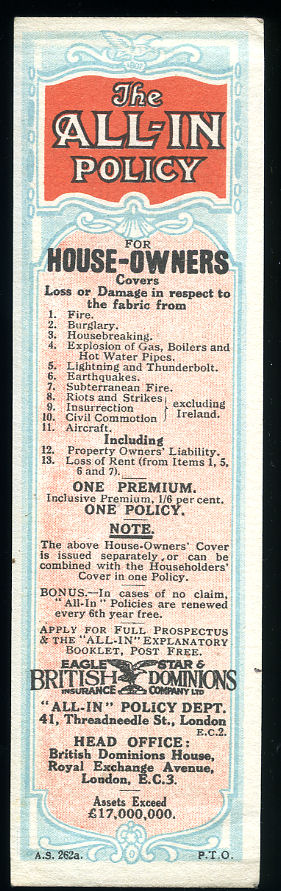 The
ALL-IN
POLICY
FOR
HOUSE-OWNERS
Covers
Loss or Damage in respect to
the fabric from
1. Fire.
2. Burglary.
3. Housebreaking.
4. Explosion of Gas, Boilers and
Hot Water Pipes.
5. Lightning and Thunderbolt.
6. Earthquakes.
7. Subterranean Fire.
8. Riots and Strikes
9. Insurrection
10. Civil Commotion
excluding
Ireland.
11. Aircraft.
Including
12. Property Owners' Liability.
13. Loss of Rent (from Items 1, 5,
6 and 7).
ONE PREMIUM.
Inclusive Premium, 1/6 per cent.
ONE POLICY.
NOTE.
The above House-Owners' Cover
is issued separately, or can be
combined with the Householders'
Cover in one Policy.
BONUS.—In cases of no claim,
"All-In" Policies are renewed
every 6th year free.
APPLY FOR FULL PROSPECTUS
& THE "ALL-IN" EXPLANATORY
BOOKLET, POST FREE.
EAGLE STAR &
BRITISH DOMINIONS
INSURANCE COMPANY LTD
"ALL-IN" POLICY DEPT.
41, Threadneedle St., London
E.C.2.
HEAD OFFICE:
British Dominions House,
Royal Exchange Avenue,
London, E.C.3.
Assets Exceed
£17,000,000.
A.S. 262a. P.T.O.